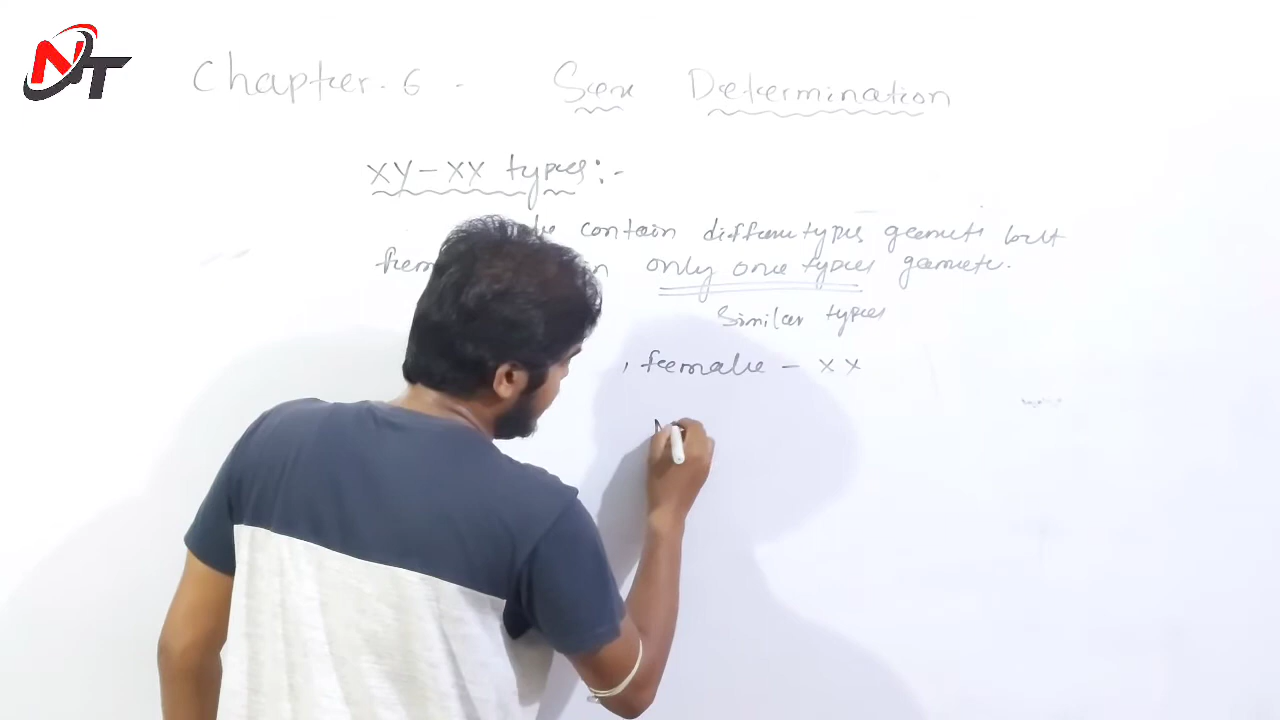 NT
Chapter. 6. Sex Determination
XY - XX types :-
contain different types gamete but
only one types gamete.
Similar types
, female - XX